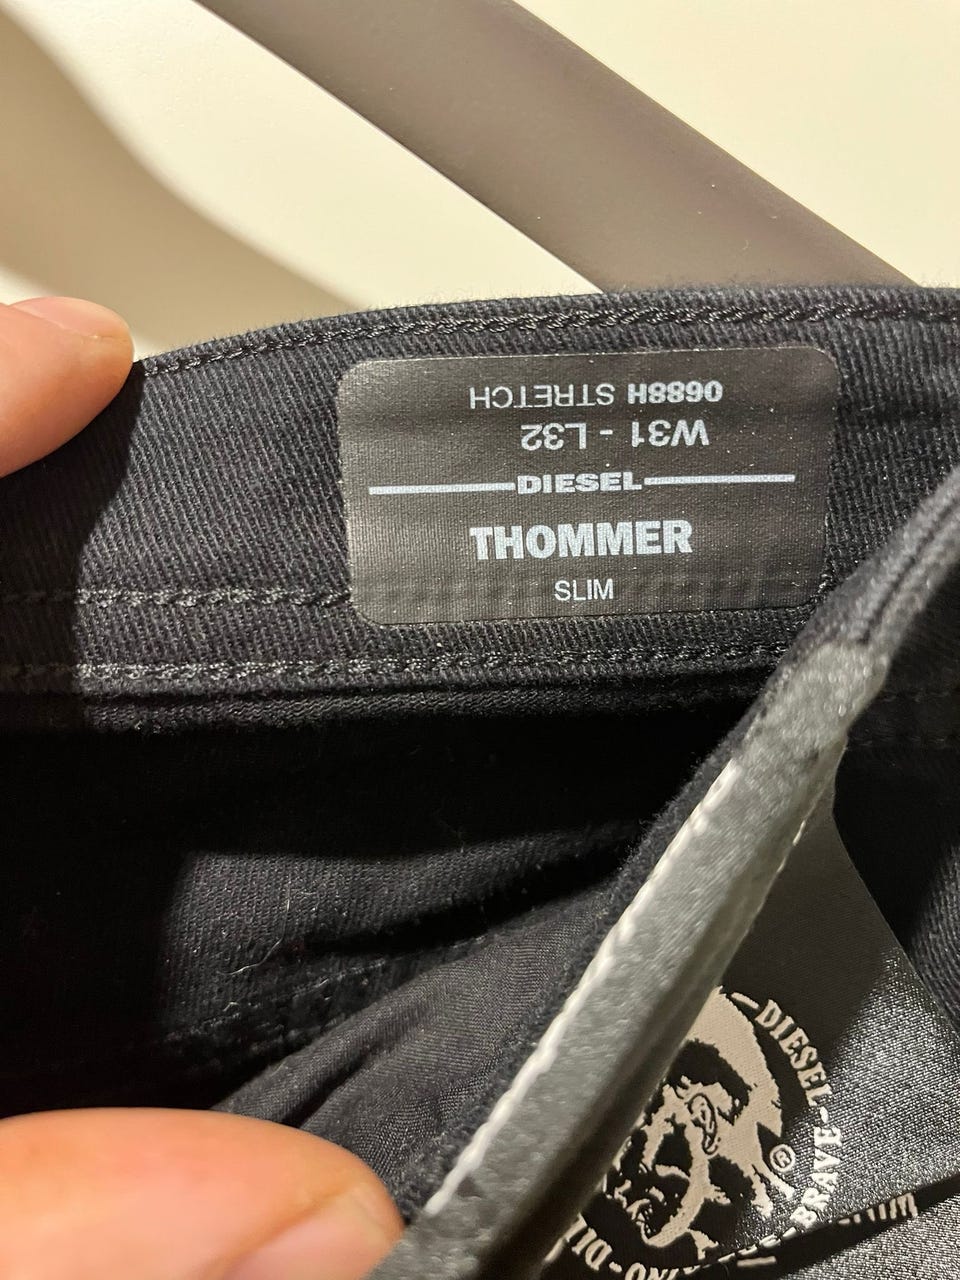 0688H STRETCH
W31 - L32
DIESEL
THOMMER
SLIM
DIESEL -
BRAVE -